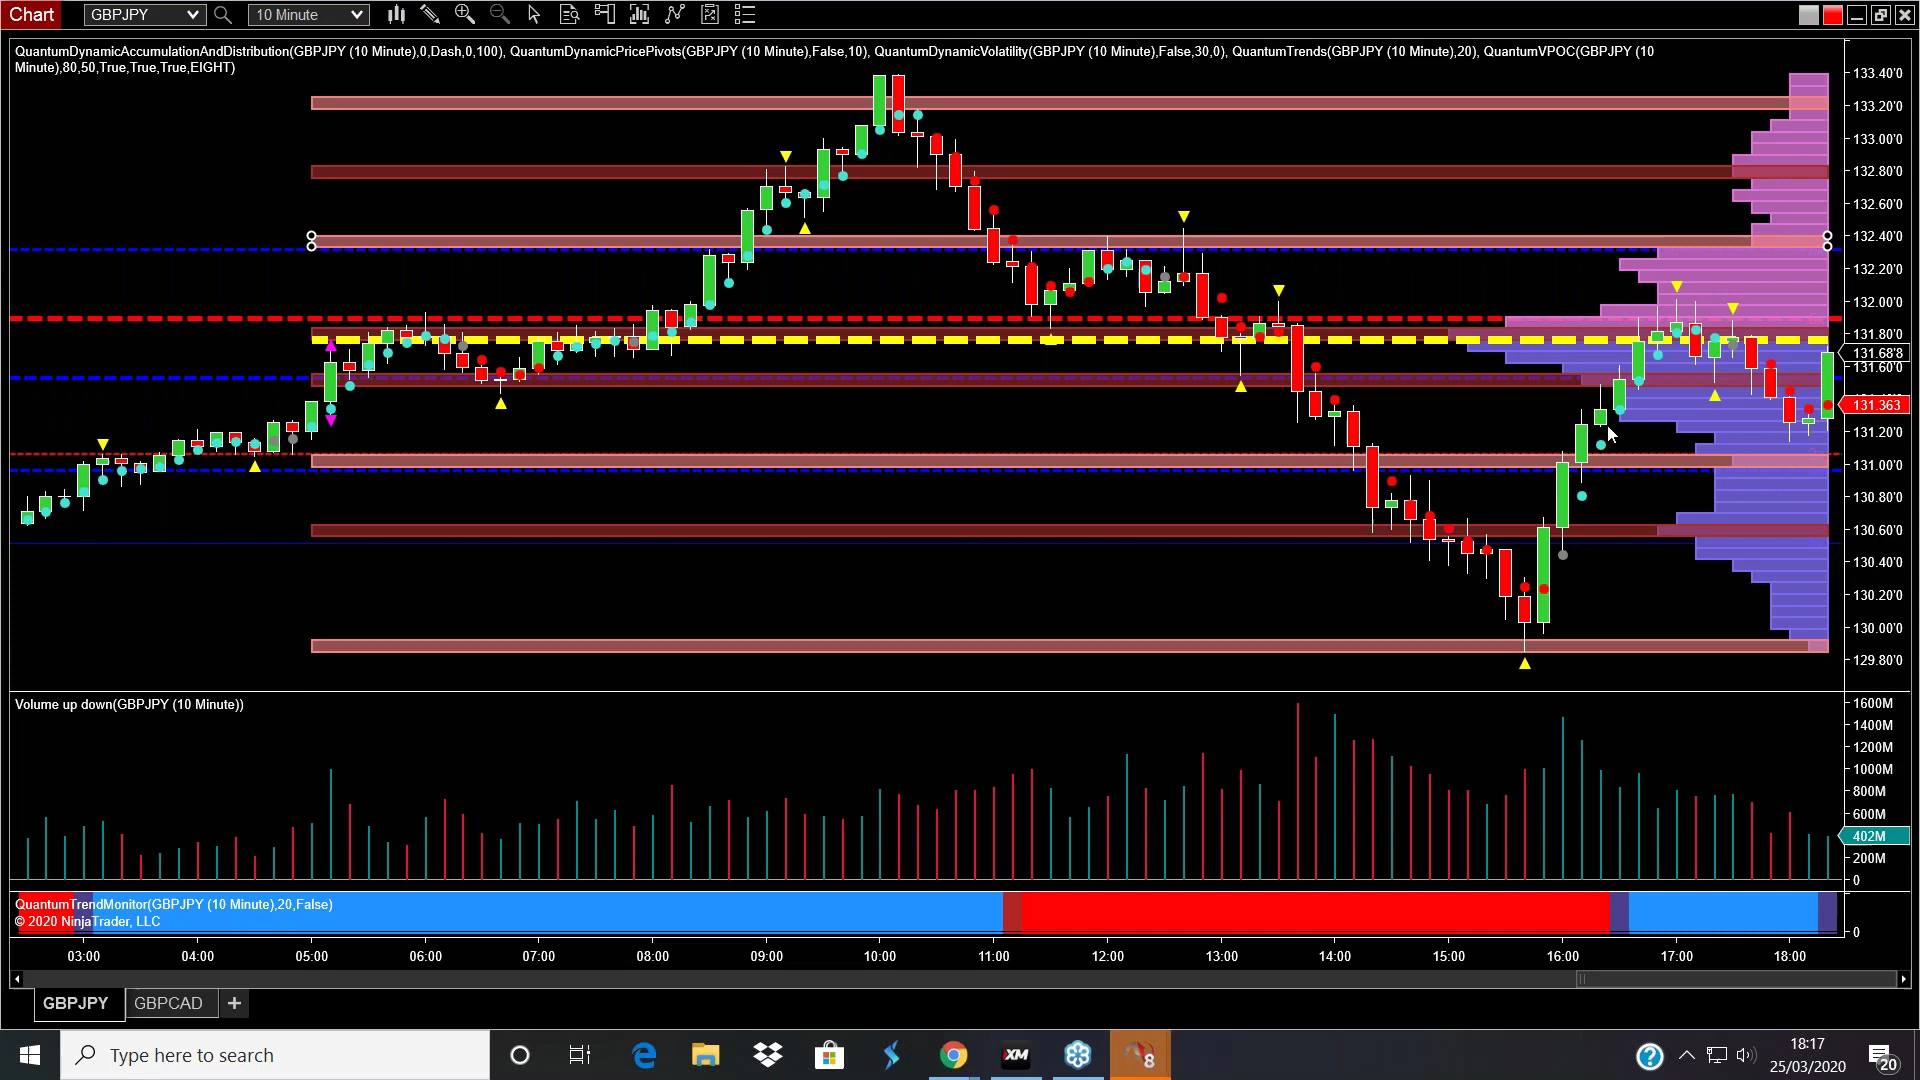 Chart GBPJPY 10 Minute
QuantumDynamicAccumulationAndDistribution(GBPJPY (10 Minute),0,Dash,0,100), QuantumDynamicPricePivots(GBPJPY (10 Minute),False,10), QuantumDynamicVolatility(GBPJPY (10 Minute),False,30,0), QuantumTrends(GBPJPY (10 Minute),20), QuantumVPOC(GBPJPY (10
Minute),80,50,True,True,True,EIGHT)
133.40'0
133.20'0
133.00'0
132.80'0
132.60'0
132.40'0
132.20'0
132.00'0
131.80'0
131.68'8
131.60'0
131.363
131.20'0
131.00'0
130.80'0
130.60'0
130.40'0
130.20'0
130.00'0
129.80'0
Volume up down(GBPJPY (10 Minute))
1600M
1400M
1200M
1000M
800M
600M
402M
200M
0
QuantumTrendMonitor(GBPJPY (10 Minute),20,False)
© 2020 NinjaTrader, LLC
0
03:00 04:00 05:00 06:00 07:00 08:00 09:00 10:00 11:00 12:00 13:00 14:00 15:00 16:00 17:00 18:00
GBPJPY GBPCAD +
Type here to search
XM
8
18:17
25/03/2020
20